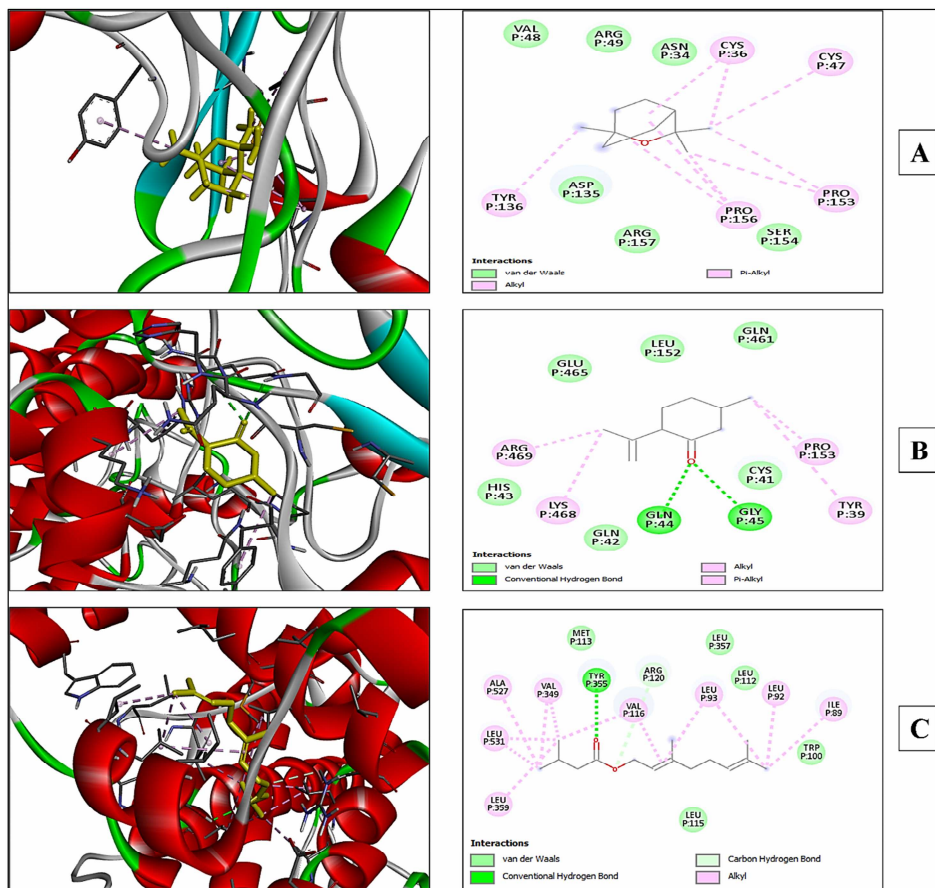 VAL
P:48
ARG
P:49
ASN
P:34
CYS
P:36
CYS
P:47
O
TYR
P:136
ASP
P:135
ARG
P:157
PRO
P:156
SER
P:154
PRO
P:153
Interactions
van der Waals
Alkyl
Pi-Alkyl
A
GLU
P:465
LEU
P:152
GLN
P:461
ARG
P:469
HIS
P:43
LYS
P:468
GLN
P:42
O
GLN
P:44
GLY
P:45
CYS
P:41
PRO
P:153
TYR
P:39
Interactions
van der Waals
Conventional Hydrogen Bond
Alkyl
Pi-Alkyl
B
MET
P:113
LEU
P:357
ALA
P:527
VAL
P:349
TYR
P:355
ARG
P:120
VAL
P:116
LEU
P:93
LEU
P:112
LEU
P:92
ILE
P:89
LEU
P:531
TRP
P:100
LEU
P:359
O
O
LEU
P:115
Interactions
van der Waals
Conventional Hydrogen Bond
Carbon Hydrogen Bond
Alkyl
C